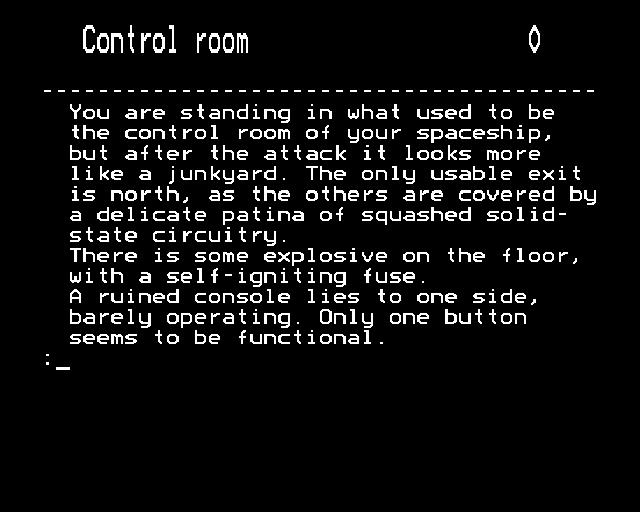 Control room 0
-----------------------------------------
You are standing in what used to be
the control room of your spaceship,
but after the attack it looks more
like a junkyard. The only usable exit
is north, as the others are covered by
a delicate patina of squashed solid-
state circuitry.
There is some explosive on the floor,
with a self-igniting fuse.
A ruined console lies to one side,
barely operating. Only one button
seems to be functional.
:_